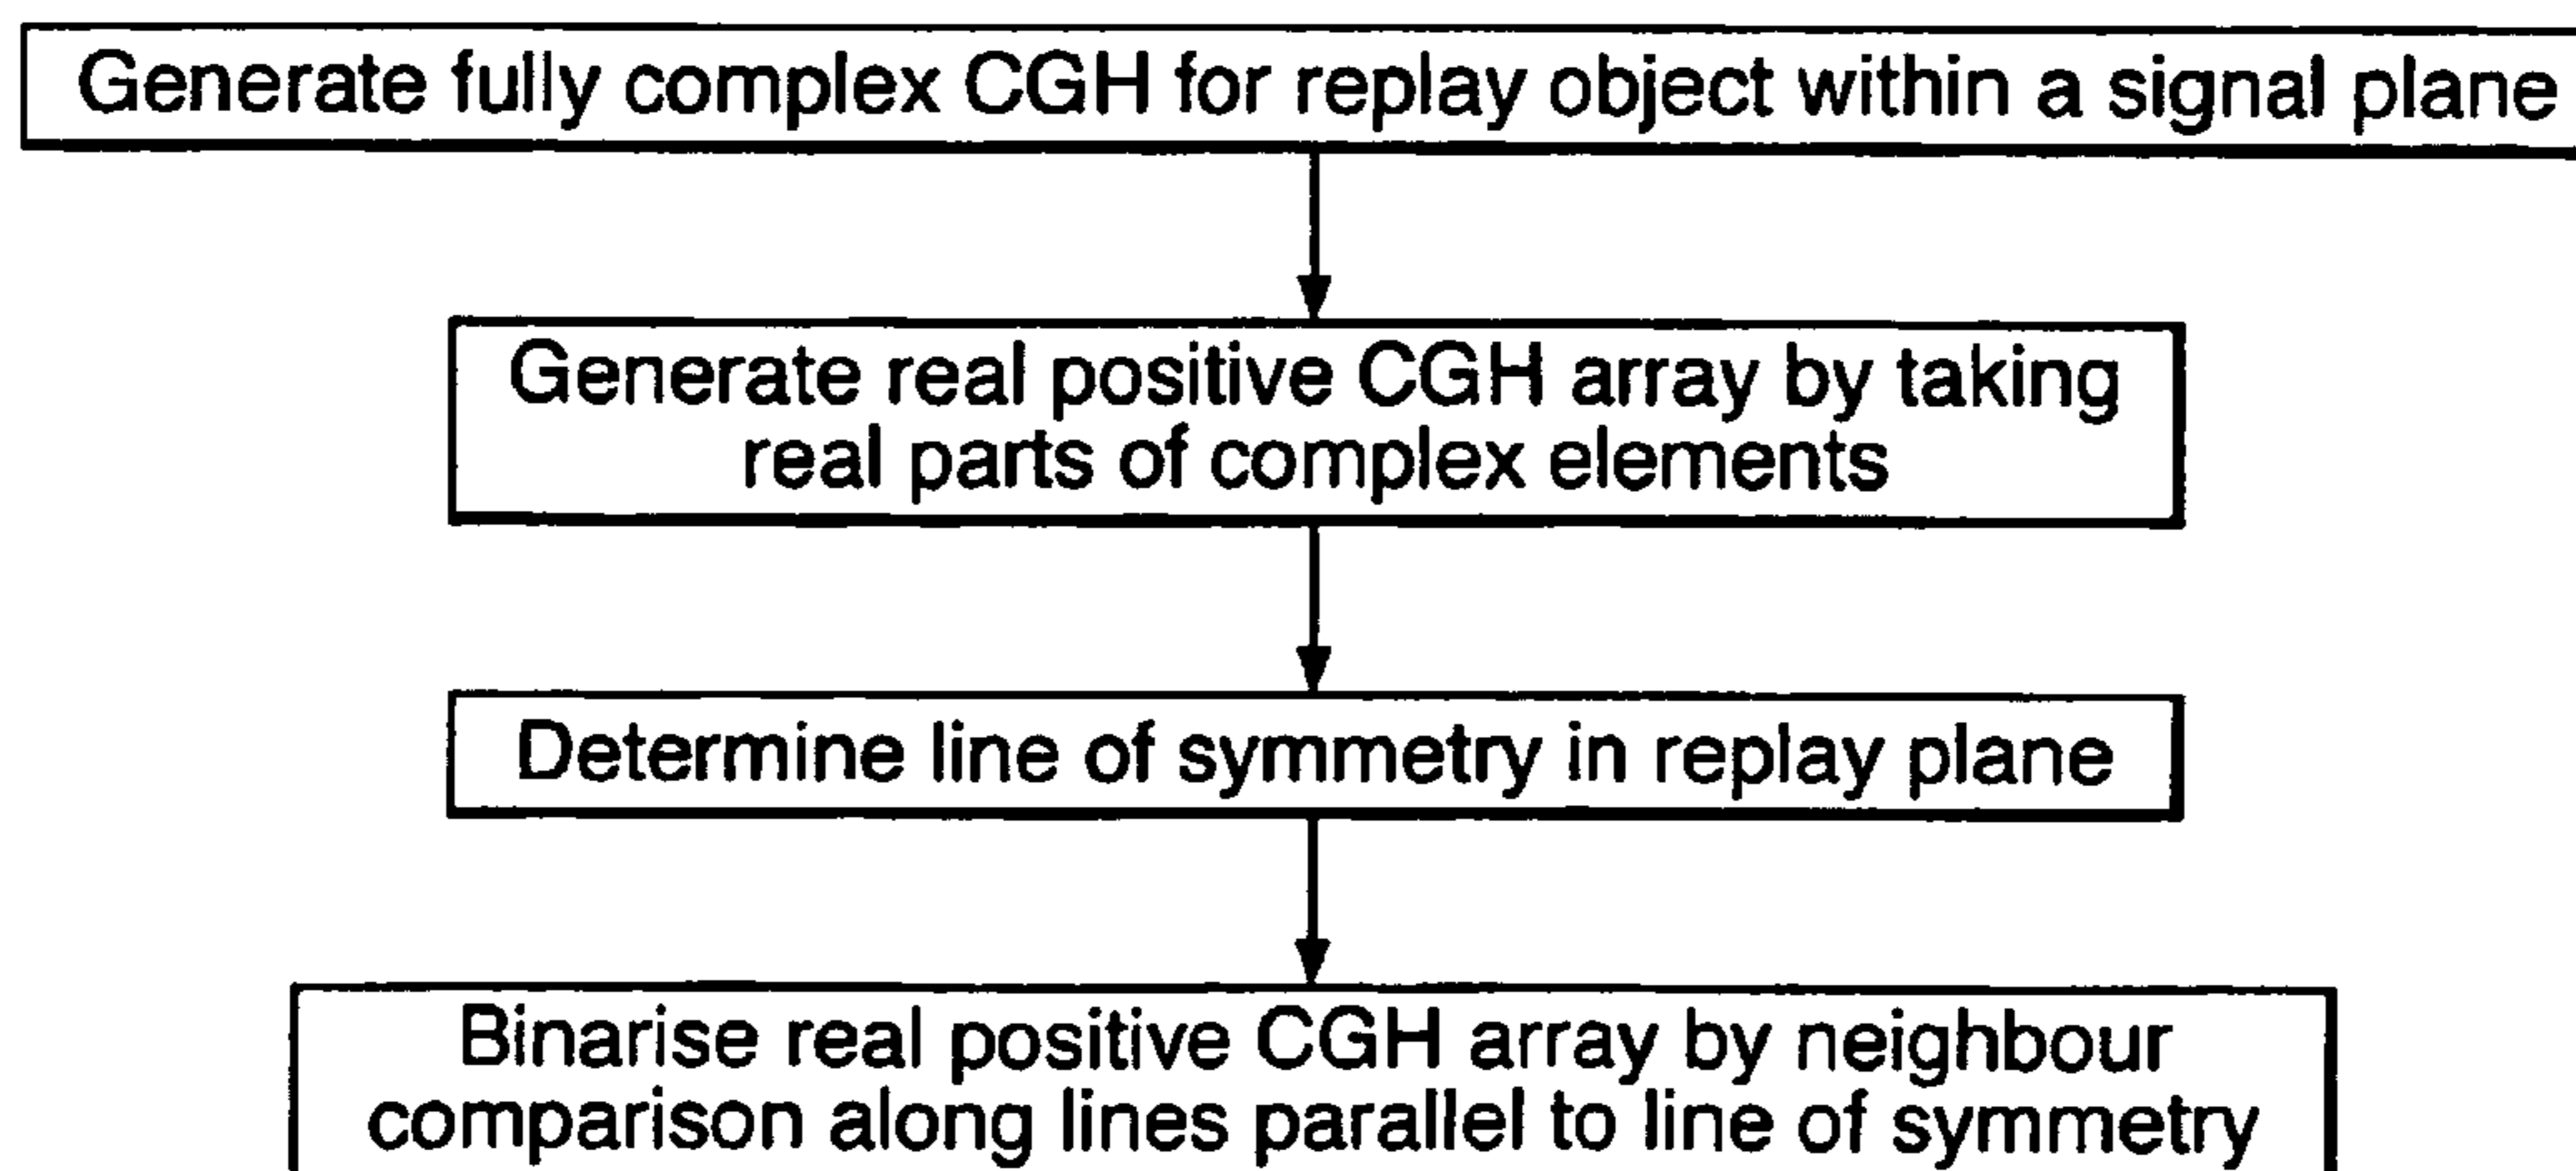 Generate fully complex CGH for replay object within a signal plane
Generate real positive CGH array by taking
real parts of complex elements
Determine line of symmetry in replay plane
Binarise real positive CGH array by neighbour
comparison along lines parallel to line of symmetry